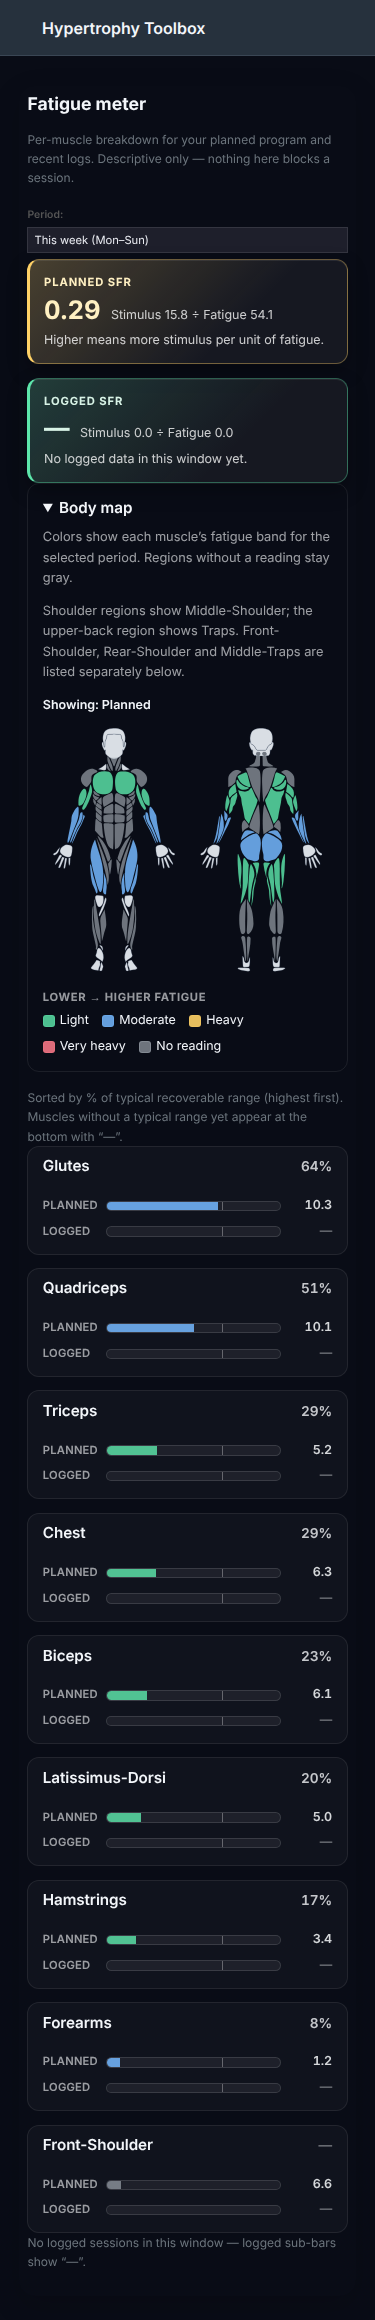 Hypertrophy Toolbox
Fatigue meter
Per-muscle breakdown for your planned program and
recent logs. Descriptive only — nothing here blocks a
session.
Period:
This week (Mon–Sun)
PLANNED SFR
0.29 Stimulus 15.8 ÷ Fatigue 54.1
Higher means more stimulus per unit of fatigue.
LOGGED SFR
— Stimulus 0.0 ÷ Fatigue 0.0
No logged data in this window yet.
▼ Body map
Colors show each muscle's fatigue band for the
selected period. Regions without a reading stay
gray.
Shoulder regions show Middle-Shoulder; the
upper-back region shows Traps. Front-
Shoulder, Rear-Shoulder and Middle-Traps are
listed separately below.
Showing: Planned
LOWER → HIGHER FATIGUE
Light Moderate Heavy
Very heavy No reading
Sorted by % of typical recoverable range (highest first).
Muscles without a typical range yet appear at the
bottom with “—”.
Glutes 64%
PLANNED 10.3
LOGGED —
Quadriceps 51%
PLANNED 10.1
LOGGED —
Triceps 29%
PLANNED 5.2
LOGGED —
Chest 29%
PLANNED 6.3
LOGGED —
Biceps 23%
PLANNED 6.1
LOGGED —
Latissimus-Dorsi 20%
PLANNED 5.0
LOGGED —
Hamstrings 17%
PLANNED 3.4
LOGGED —
Forearms 8%
PLANNED 1.2
LOGGED —
Front-Shoulder —
PLANNED 6.6
LOGGED —
No logged sessions in this window — logged sub-bars
show “—”.